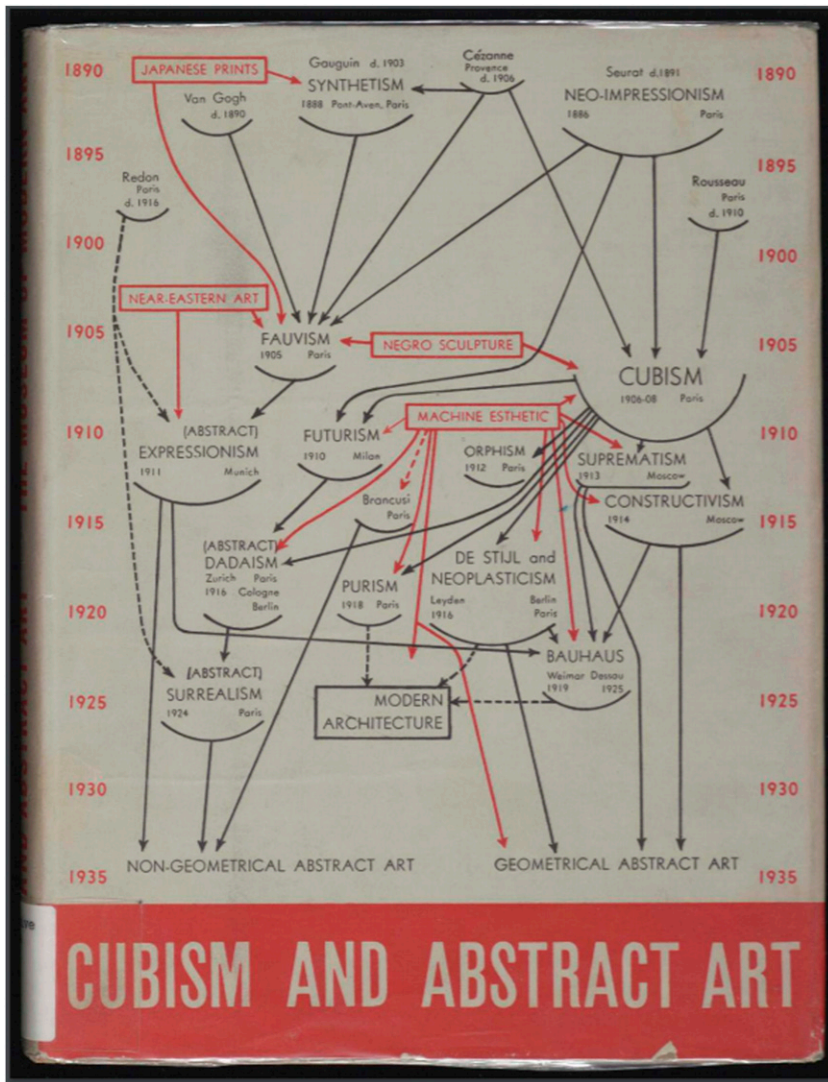 1890
JAPANESE PRINTS
Gauguin d. 1903
SYNTHETISM
1888 Pont-Aven, Paris
Cézanne
Provence
d. 1906
Seurat d.1891
NEO-IMPRESSIONISM
1886 Paris
1890
Van Gogh
d. 1890
1895
1895
Redon
Paris
d. 1916
Rousseau
Paris
d. 1910
1900
1900
NEAR-EASTERN ART
1905
FAUVISM
1905 Paris
NEGRO SCULPTURE
1905
CUBISM
1906-08 Paris
1910
(ABSTRACT)
EXPRESSIONISM
1911 Munich
FUTURISM
1910 Milan
MACHINE ESTHETIC
ORPHISM
1912 Paris
SUPREMATISM
1913 Moscow
1910
Brancusi
Paris
CONSTRUCTIVISM
1914 Moscow
1915
1915
(ABSTRACT)
DADAISM
Zurich Paris
1916 Cologne
Berlin
PURISM
1918 Paris
DE STIJL and
NEOPLASTICISM
Leyden Berlin
1916 Paris
1920
1920
(ABSTRACT)
SURREALISM
1924 Paris
BAUHAUS
Weimar Dessau
1919 1925
1925
MODERN
ARCHITECTURE
1925
1930
1930
NON-GEOMETRICAL ABSTRACT ART
GEOMETRICAL ABSTRACT ART
1935
1935
CUBISM AND ABSTRACT ART